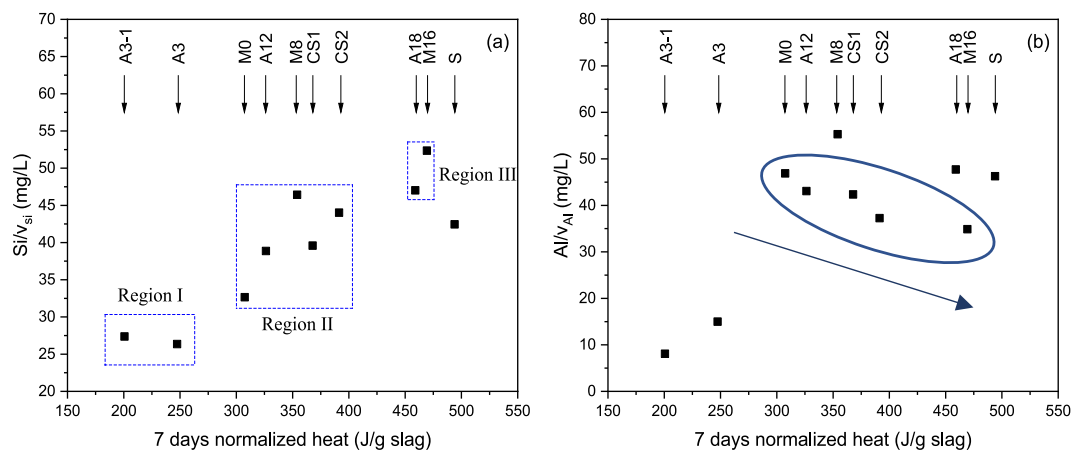 (a)
A3-1
A3
M0
A12
M8
CS1
CS2
A18
M16
S
Region I
Region II
Region III
Si/vsi (mg/L)
70
65
60
55
50
45
40
35
30
25
20
150 200 250 300 350 400 450 500 550
7 days normalized heat (J/g slag)
(b)
A3-1
A3
M0
A12
M8
CS1
CS2
A18
M16
S
Al/vAl (mg/L)
80
70
60
50
40
30
20
10
0
150 200 250 300 350 400 450 500 550
7 days normalized heat (J/g slag)